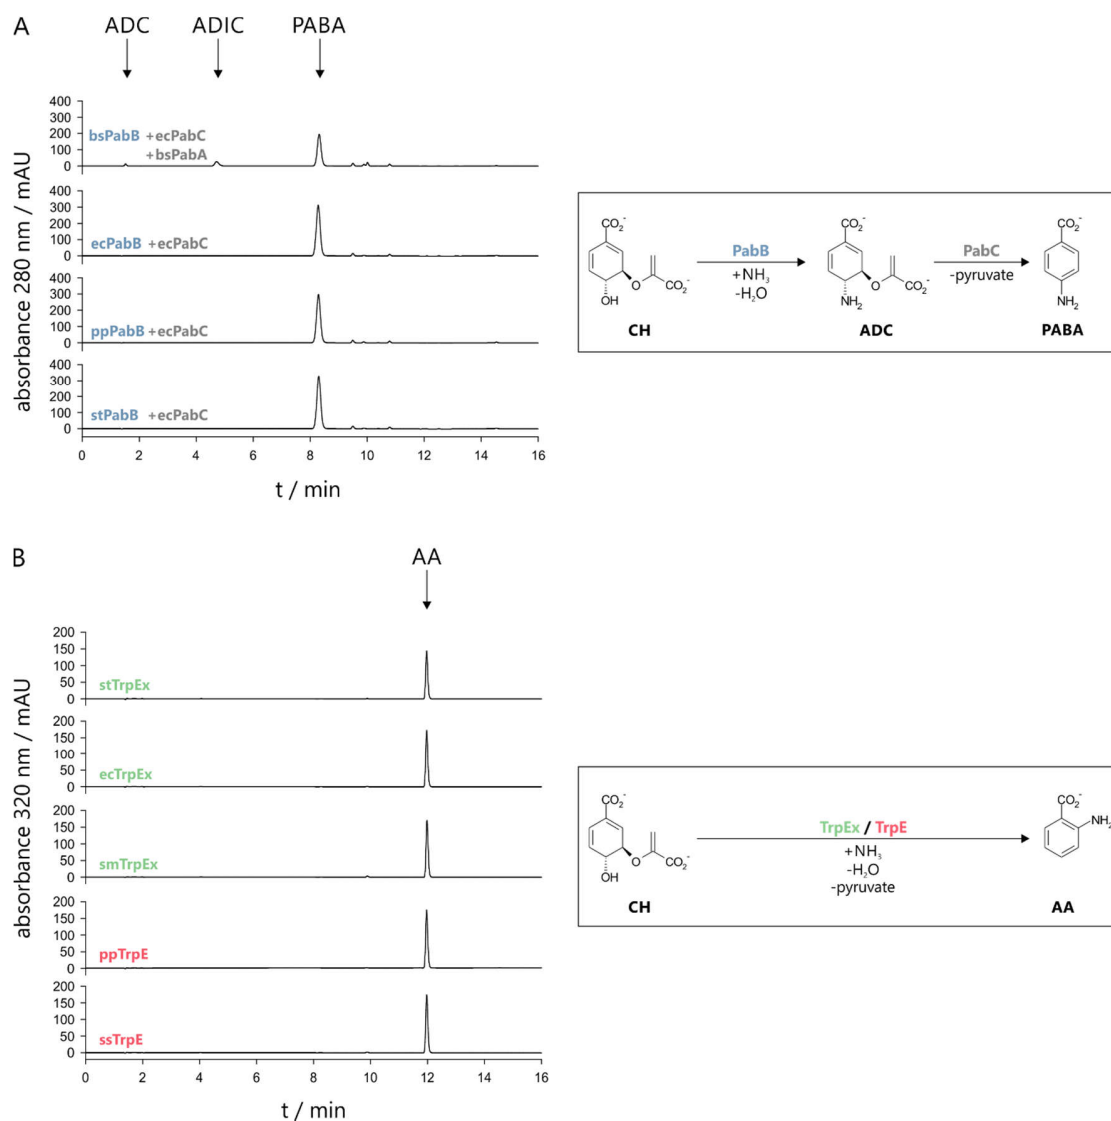 A
ADC ADIC PABA
absorbance 280 nm / mAU
400
300
200
100
0
bsPabB +ecPabC
+bsPabA
400
300
200
100
0
ecPabB +ecPabC
400
300
200
100
0
ppPabB +ecPabC
400
300
200
100
0
stPabB +ecPabC
0 2 4 6 8 10 12 14 16
t / min
CO₂⁻
O
CO₂⁻
OH
CH
PabB
+NH₃
-H₂O
CO₂⁻
O
CO₂⁻
NH₂
ADC
PabC
-pyruvate
CO₂⁻
NH₂
PABA
B
AA
absorbance 320 nm / mAU
200
150
100
50
0
stTrpEx
200
150
100
50
0
ecTrpEx
200
150
100
50
0
smTrpEx
200
150
100
50
0
ppTrpE
200
150
100
50
0
ssTrpE
0 2 4 6 8 10 12 14 16
t / min
CO₂⁻
O
CO₂⁻
OH
CH
TrpEx / TrpE
+NH₃
-H₂O
-pyruvate
CO₂⁻
NH₂
AA